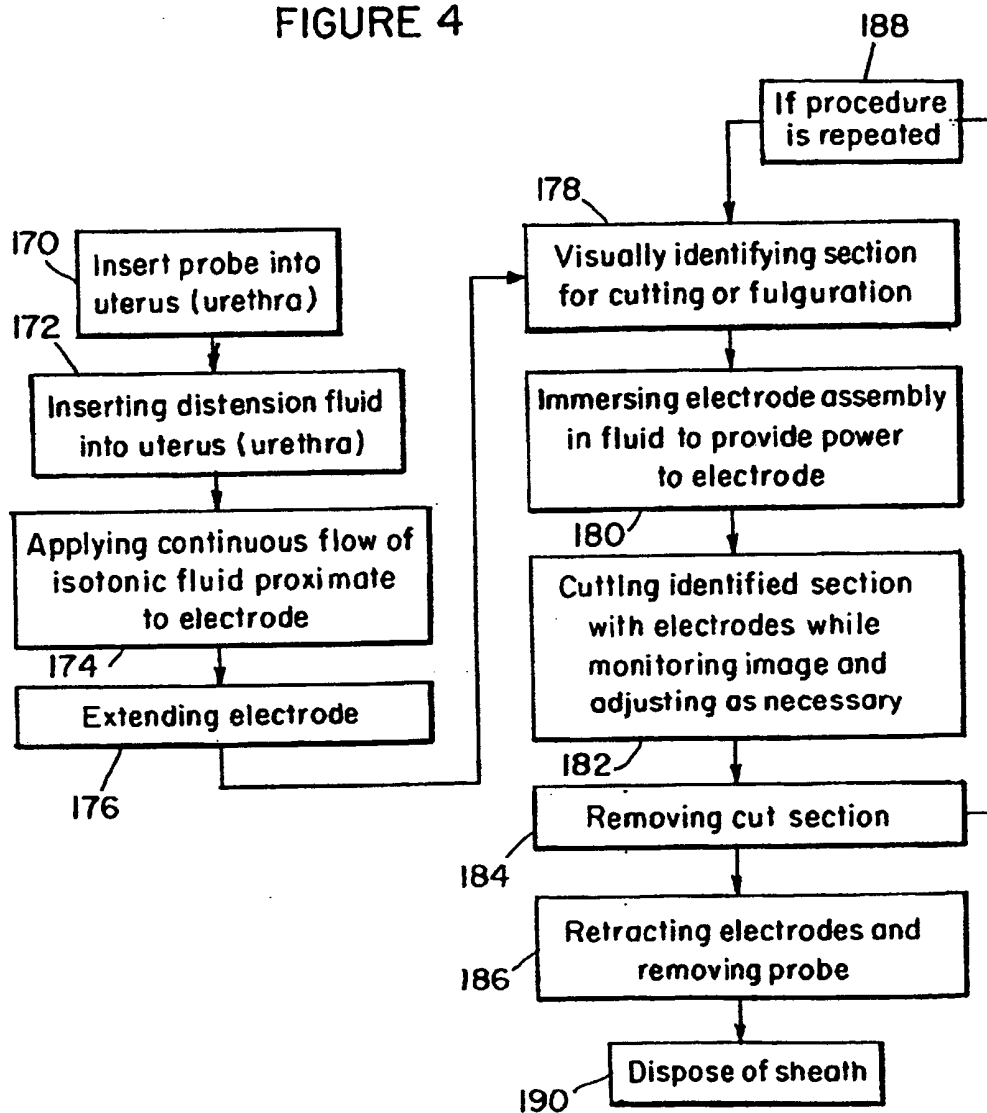 FIGURE 4
170
Insert probe into
uterus (urethra)
172
Inserting distension fluid
into uterus (urethra)
Applying continuous flow of
isotonic fluid proximate
to electrode
174
Extending electrode
176
188
If procedure
is repeated
178
Visually identifying section
for cutting or fulguration
Immersing electrode assembly
in fluid to provide power
to electrode
180
Cutting identified section
with electrodes while
monitoring image and
adjusting as necessary
182
Removing cut section
184
Retracting electrodes and
removing probe
186
Dispose of sheath
190